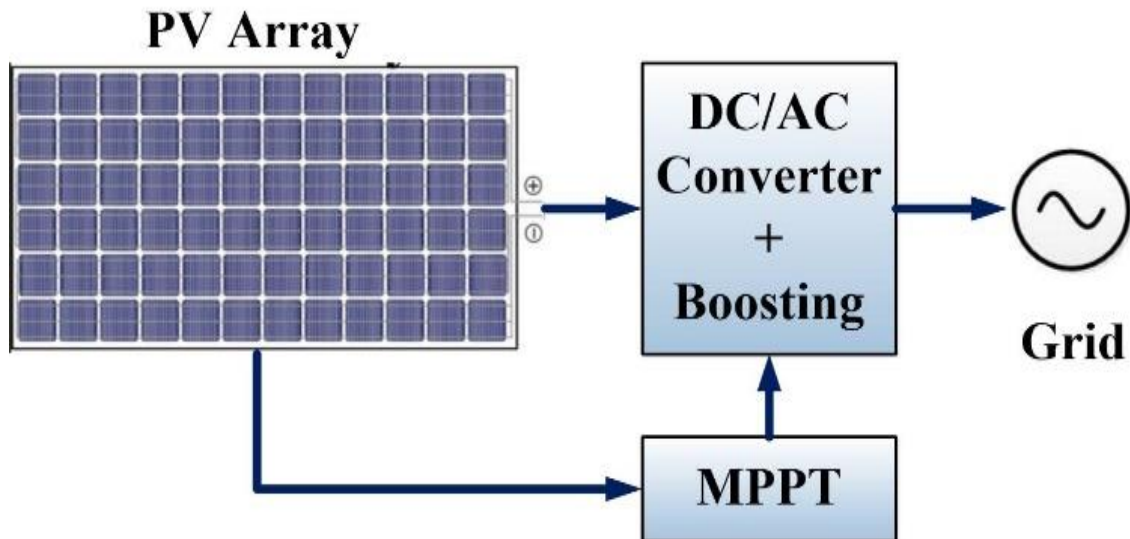 PV Array
DC/AC
Converter
+
Boosting
Grid
MPPT